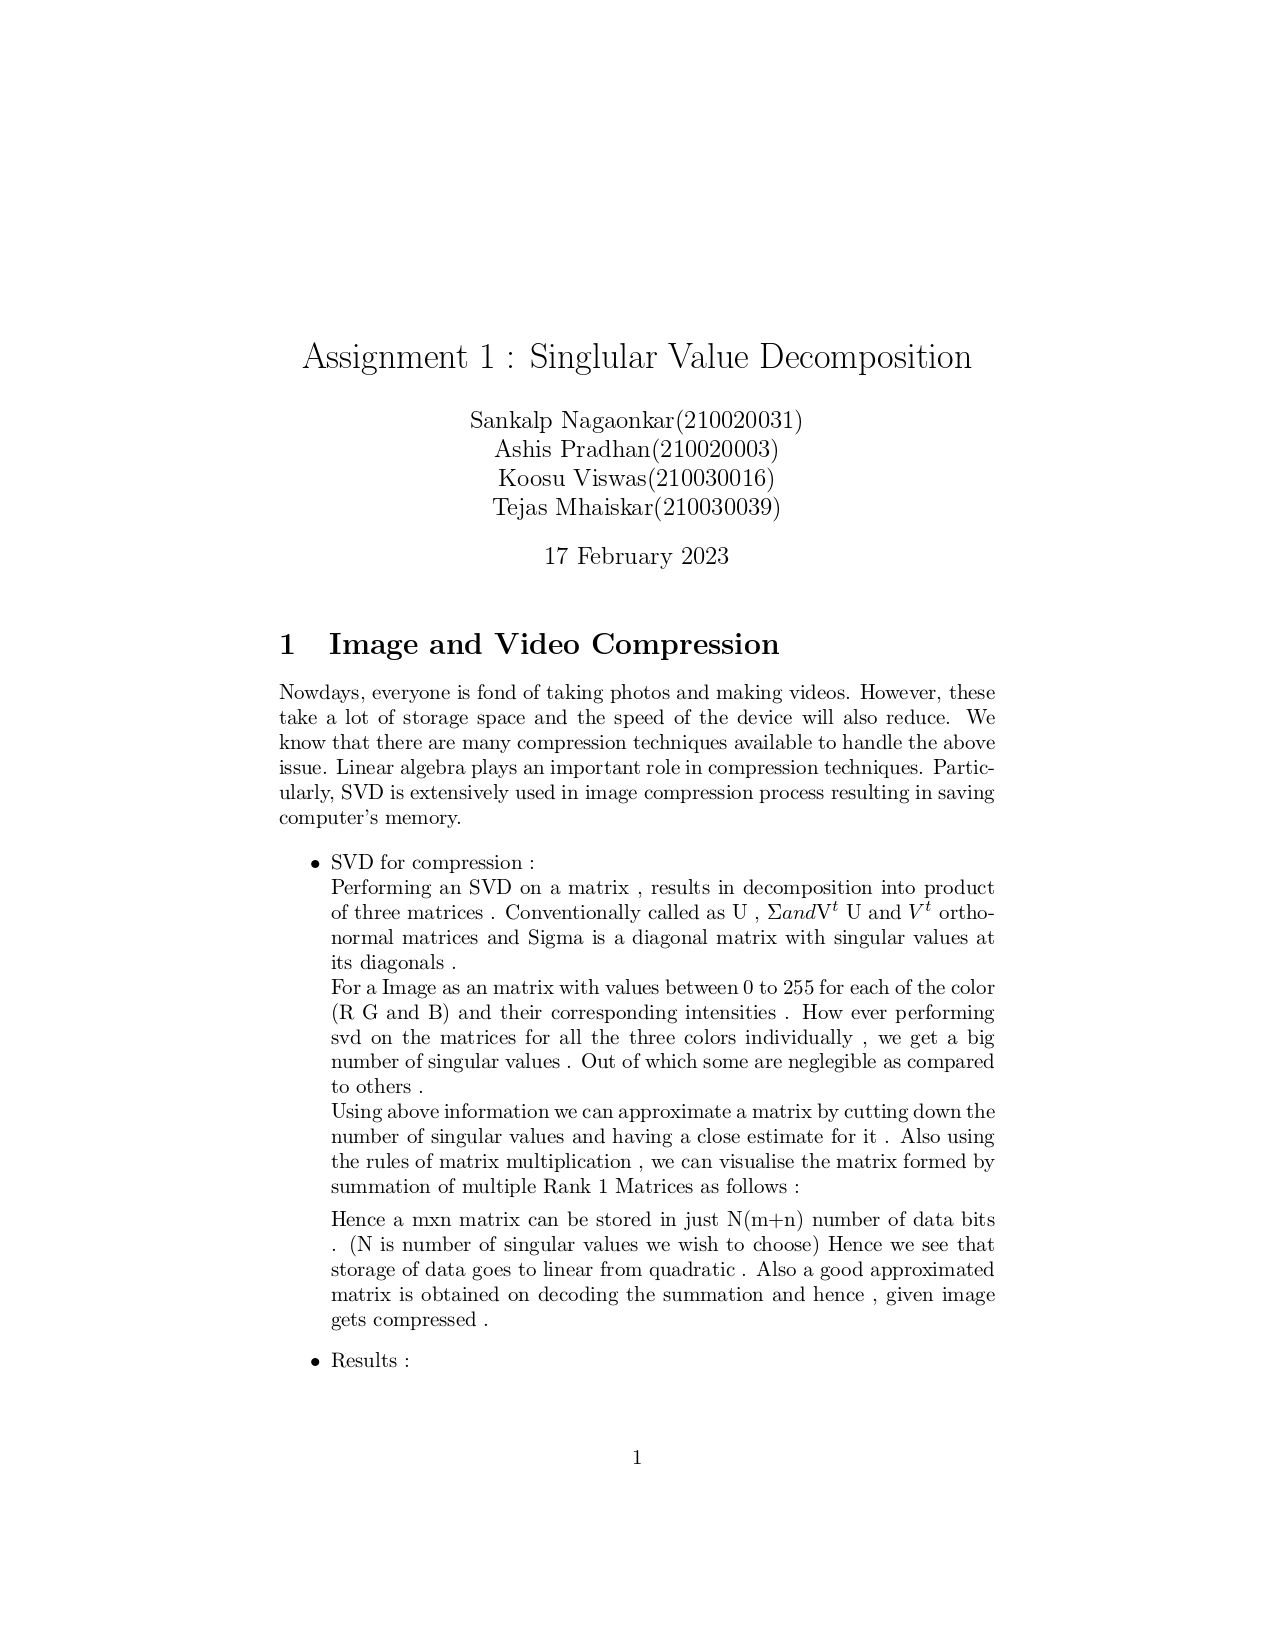 Assignment 1 : Singlular Value Decomposition
Sankalp Nagaonkar(210020031)
Ashis Pradhan(210020003)
Koosu Viswas(210030016)
Tejas Mhaiskar(210030039)
17 February 2023
1 Image and Video Compression
Nowdays, everyone is fond of taking photos and making videos. However, these
take a lot of storage space and the speed of the device will also reduce. We
know that there are many compression techniques available to handle the above
issue. Linear algebra plays an important role in compression techniques. Partic-
ularly, SVD is extensively used in image compression process resulting in saving
computer's memory.
• SVD for compression :
Performing an SVD on a matrix , results in decomposition into product
of three matrices . Conventionally called as U , ΣandVᵗ U and Vᵗ ortho-
normal matrices and Sigma is a diagonal matrix with singular values at
its diagonals .
For a Image as an matrix with values between 0 to 255 for each of the color
(R G and B) and their corresponding intensities . How ever performing
svd on the matrices for all the three colors individually , we get a big
number of singular values . Out of which some are neglegible as compared
to others .
Using above information we can approximate a matrix by cutting down the
number of singular values and having a close estimate for it . Also using
the rules of matrix multiplication , we can visualise the matrix formed by
summation of multiple Rank 1 Matrices as follows :
Hence a mxn matrix can be stored in just N(m+n) number of data bits
. (N is number of singular values we wish to choose) Hence we see that
storage of data goes to linear from quadratic . Also a good approximated
matrix is obtained on decoding the summation and hence , given image
gets compressed .
• Results :
1